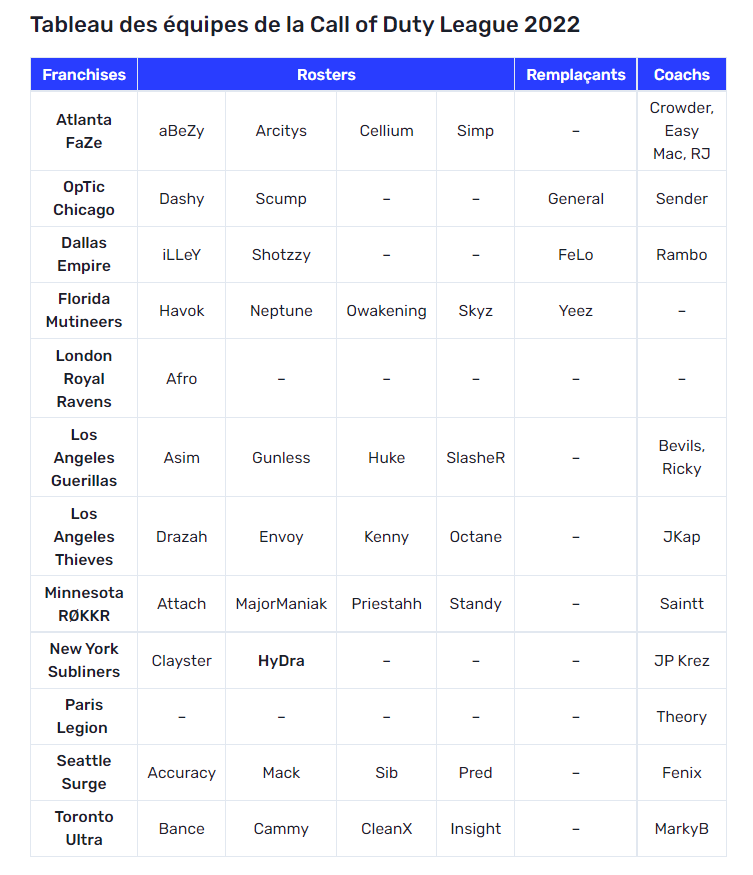 Tableau des équipes de la Call of Duty League 2022
Franchises Rosters Remplaçants Coachs
Atlanta FaZe aBeZy Arcitys Cellium Simp – Crowder, Easy Mac, RJ
OpTic Chicago Dashy Scump – – General Sender
Dallas Empire iLLeY Shotzzy – – FeLo Rambo
Florida Mutineers Havok Neptune Owakening Skyz Yeez –
London Royal Ravens Afro – – – – –
Los Angeles Guerillas Asim Gunless Huke SlasheR – Bevils, Ricky
Los Angeles Thieves Drazah Envoy Kenny Octane – JKap
Minnesota RØKKR Attach MajorManiak Priestahh Standy – Saintt
New York Subliners Clayster HyDra – – – JP Krez
Paris Legion – – – – – Theory
Seattle Surge Accuracy Mack Sib Pred – Fenix
Toronto Ultra Bance Cammy CleanX Insight – MarkyB